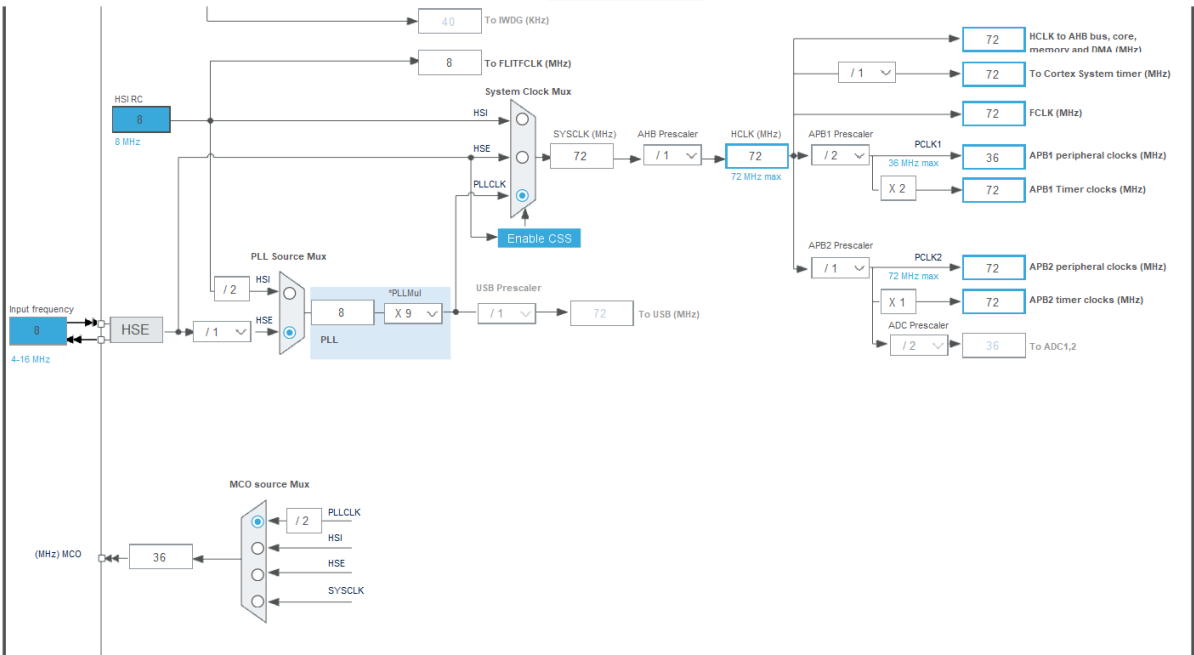 40
To IWDG (KHz)
8
To FLITFCLK (MHz)
HSI RC
8
8 MHz
System Clock Mux
HSI
HSE
PLLCLK
Enable CSS
SYSCLK (MHz)
72
AHB Prescaler
/ 1
HCLK (MHz)
72
72 MHz max
72
HCLK to AHB bus, core,
memory and DMA (MHz)
/ 1
72
To Cortex System timer (MHz)
72
FCLK (MHz)
APB1 Prescaler
/ 2
PCLK1
36 MHz max
36
APB1 peripheral clocks (MHz)
X 2
72
APB1 Timer clocks (MHz)
APB2 Prescaler
/ 1
PCLK2
72 MHz max
72
APB2 peripheral clocks (MHz)
X 1
72
APB2 timer clocks (MHz)
ADC Prescaler
/ 2
36
To ADC1,2
PLL Source Mux
/ 2
HSI
HSE
Input frequency
8
4-16 MHz
HSE
/ 1
8
*PLLMul
X 9
PLL
USB Prescaler
/ 1
72
To USB (MHz)
MCO source Mux
/ 2
PLLCLK
HSI
HSE
SYSCLK
(MHz) MCO
36